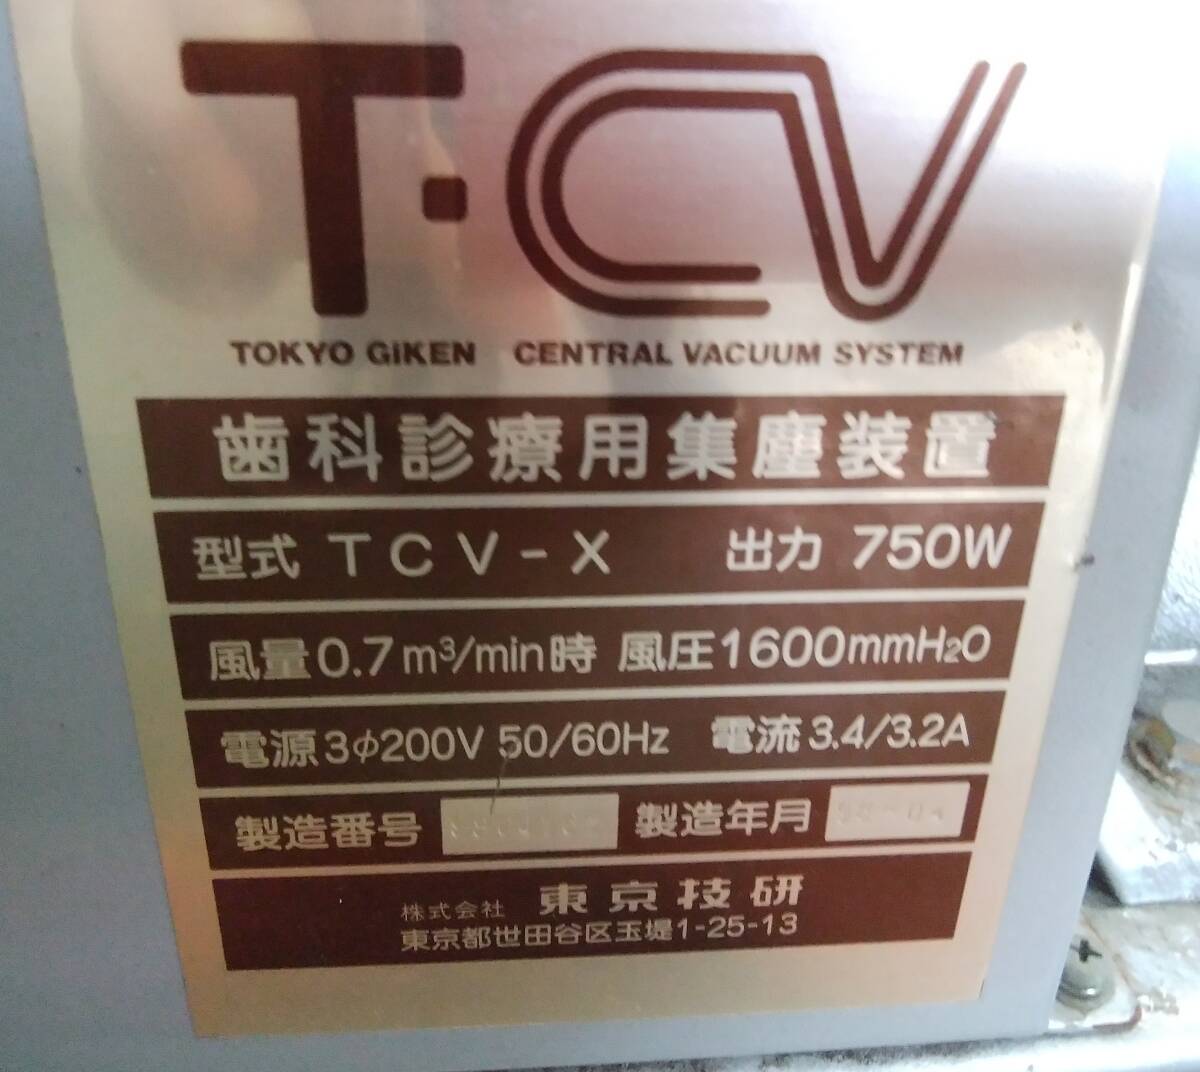 T·CV
TOKYO GIKEN CENTRAL VACUUM SYSTEM
歯科診療用集塵装置
型式 TCV-X 出力 750W
風量0.7m³/min時 風圧1600mmH₂O
電源3φ200V 50/60Hz 電流3.4/3.2A
製造番号 製造年月
株式会社 東京技研
東京都世田谷区玉堤1-25-13